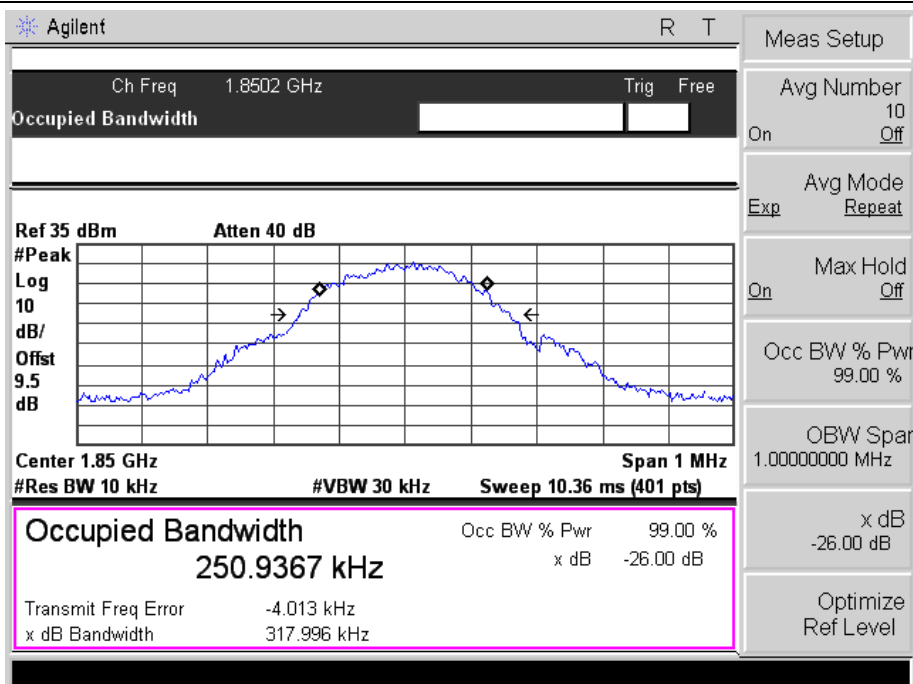 Agilent R T
Ch Freq 1.8502 GHz Trig Free
Occupied Bandwidth
Ref 35 dBm Atten 40 dB
#Peak
Log
10
dB/
Offst
9.5
dB
Center 1.85 GHz Span 1 MHz
#Res BW 10 kHz #VBW 30 kHz Sweep 10.36 ms (401 pts)
Occupied Bandwidth Occ BW % Pwr 99.00 %
250.9367 kHz x dB -26.00 dB
Transmit Freq Error -4.013 kHz
x dB Bandwidth 317.996 kHz
Meas Setup
Avg Number
10
On Off
Avg Mode
Exp Repeat
Max Hold
On Off
Occ BW % Pwr
99.00 %
OBW Span
1.00000000 MHz
x dB
-26.00 dB
Optimize
Ref Level